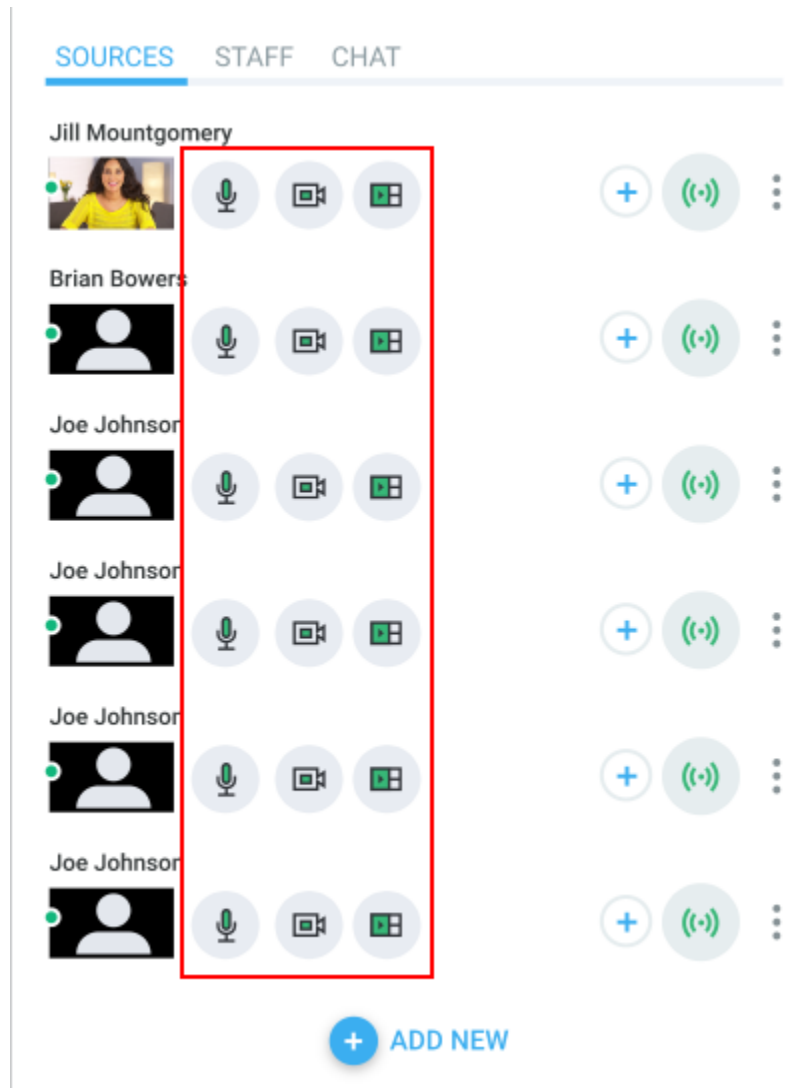 SOURCES STAFF CHAT
Jill Mountgomery
Brian Bowers
Joe Johnson
Joe Johnson
Joe Johnson
Joe Johnson
ADD NEW